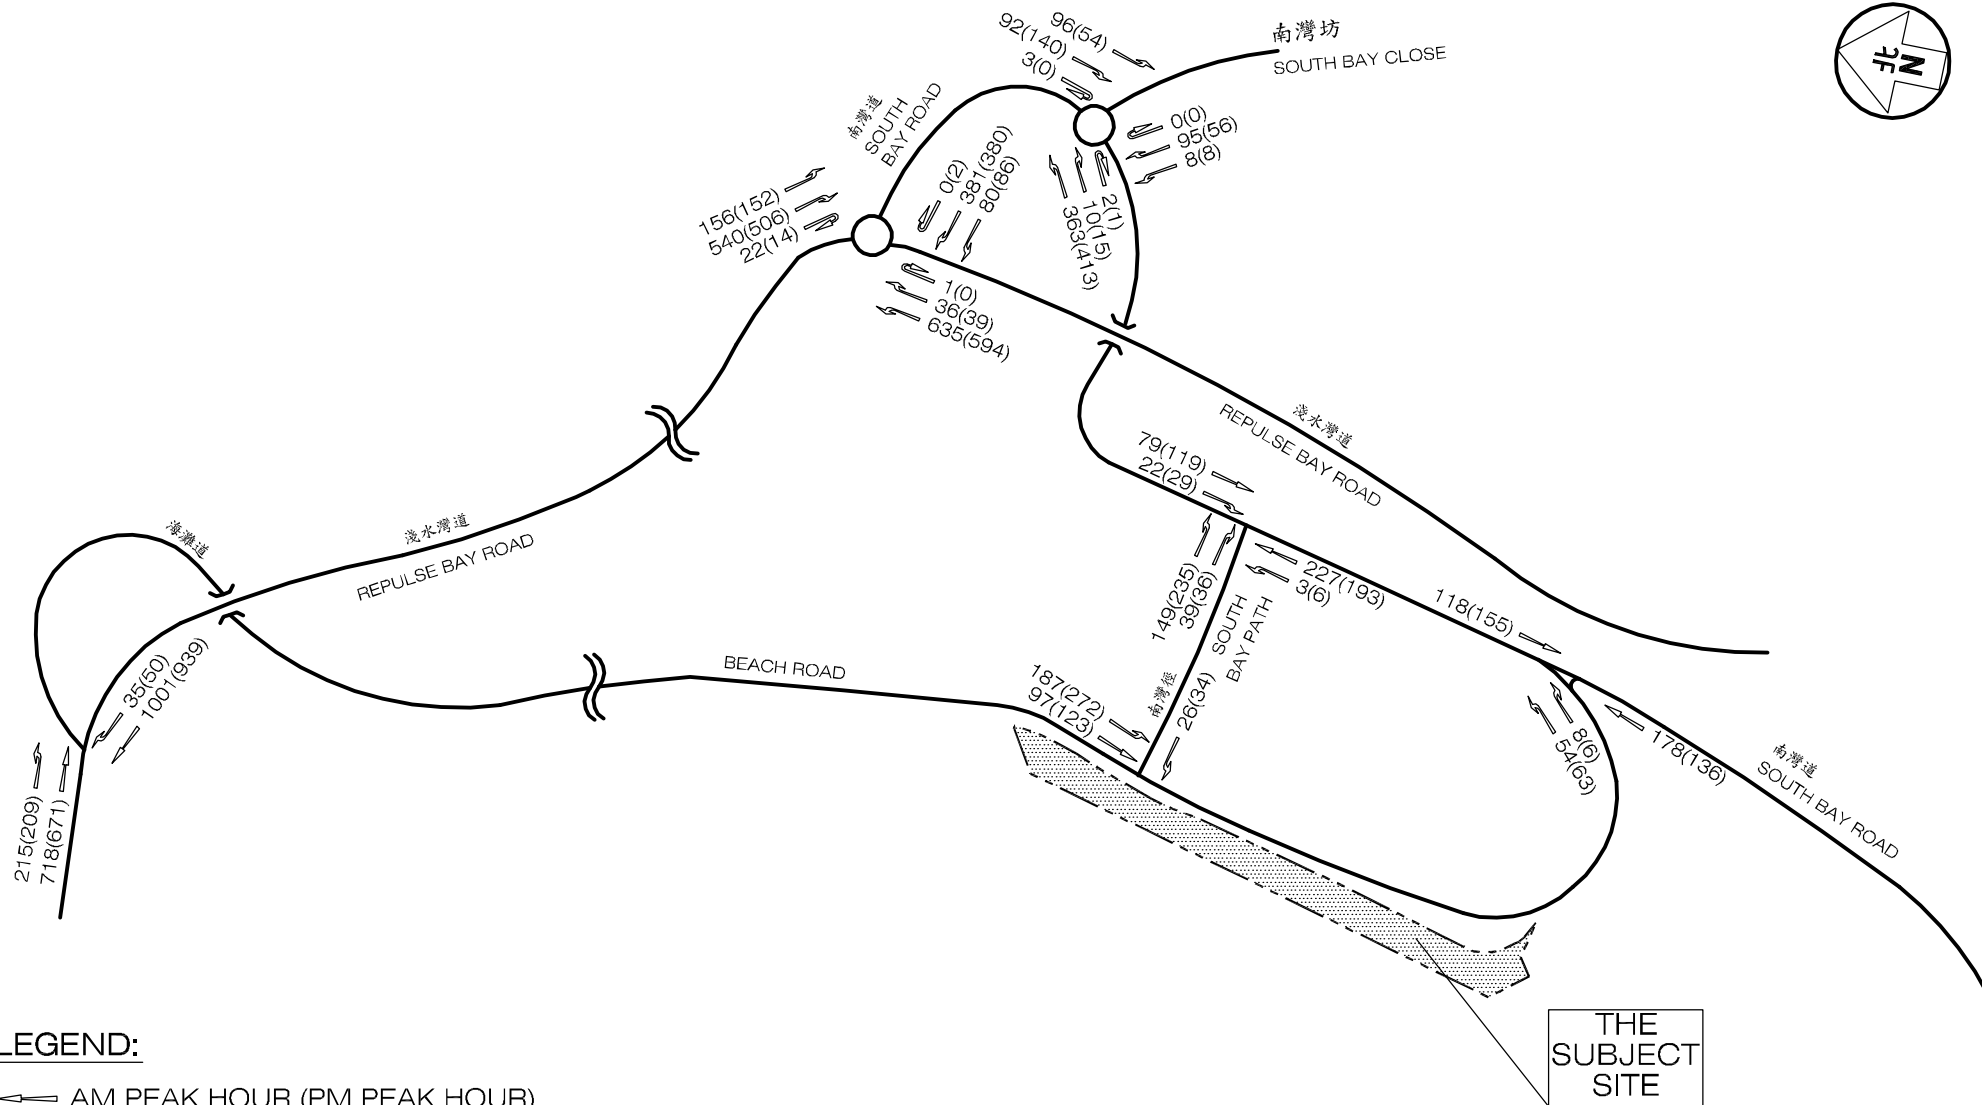 96(54)
92(140)
3(0)
南灣坊
SOUTH BAY CLOSE
北
N
南灣道
SOUTH
BAY ROAD
0(0)
95(56)
8(8)
0(2)
381(380)
80(86)
2(1)
10(15)
363(413)
156(152)
540(506)
22(14)
1(0)
36(39)
635(594)
淺水灣道
REPULSE BAY ROAD
79(119)
22(29)
海灘道
淺水灣道
REPULSE BAY ROAD
149(235)
39(36)
227(193)
3(6)
118(155)
SOUTH
BAY PATH
南灣徑
26(34)
35(50)
1001(939)
BEACH ROAD
187(272)
97(123)
8(6)
54(63)
178(136)
南灣道
SOUTH BAY ROAD
215(209)
718(671)
THE
SUBJECT
SITE
LEGEND:
AM PEAK HOUR (PM PEAK HOUR)